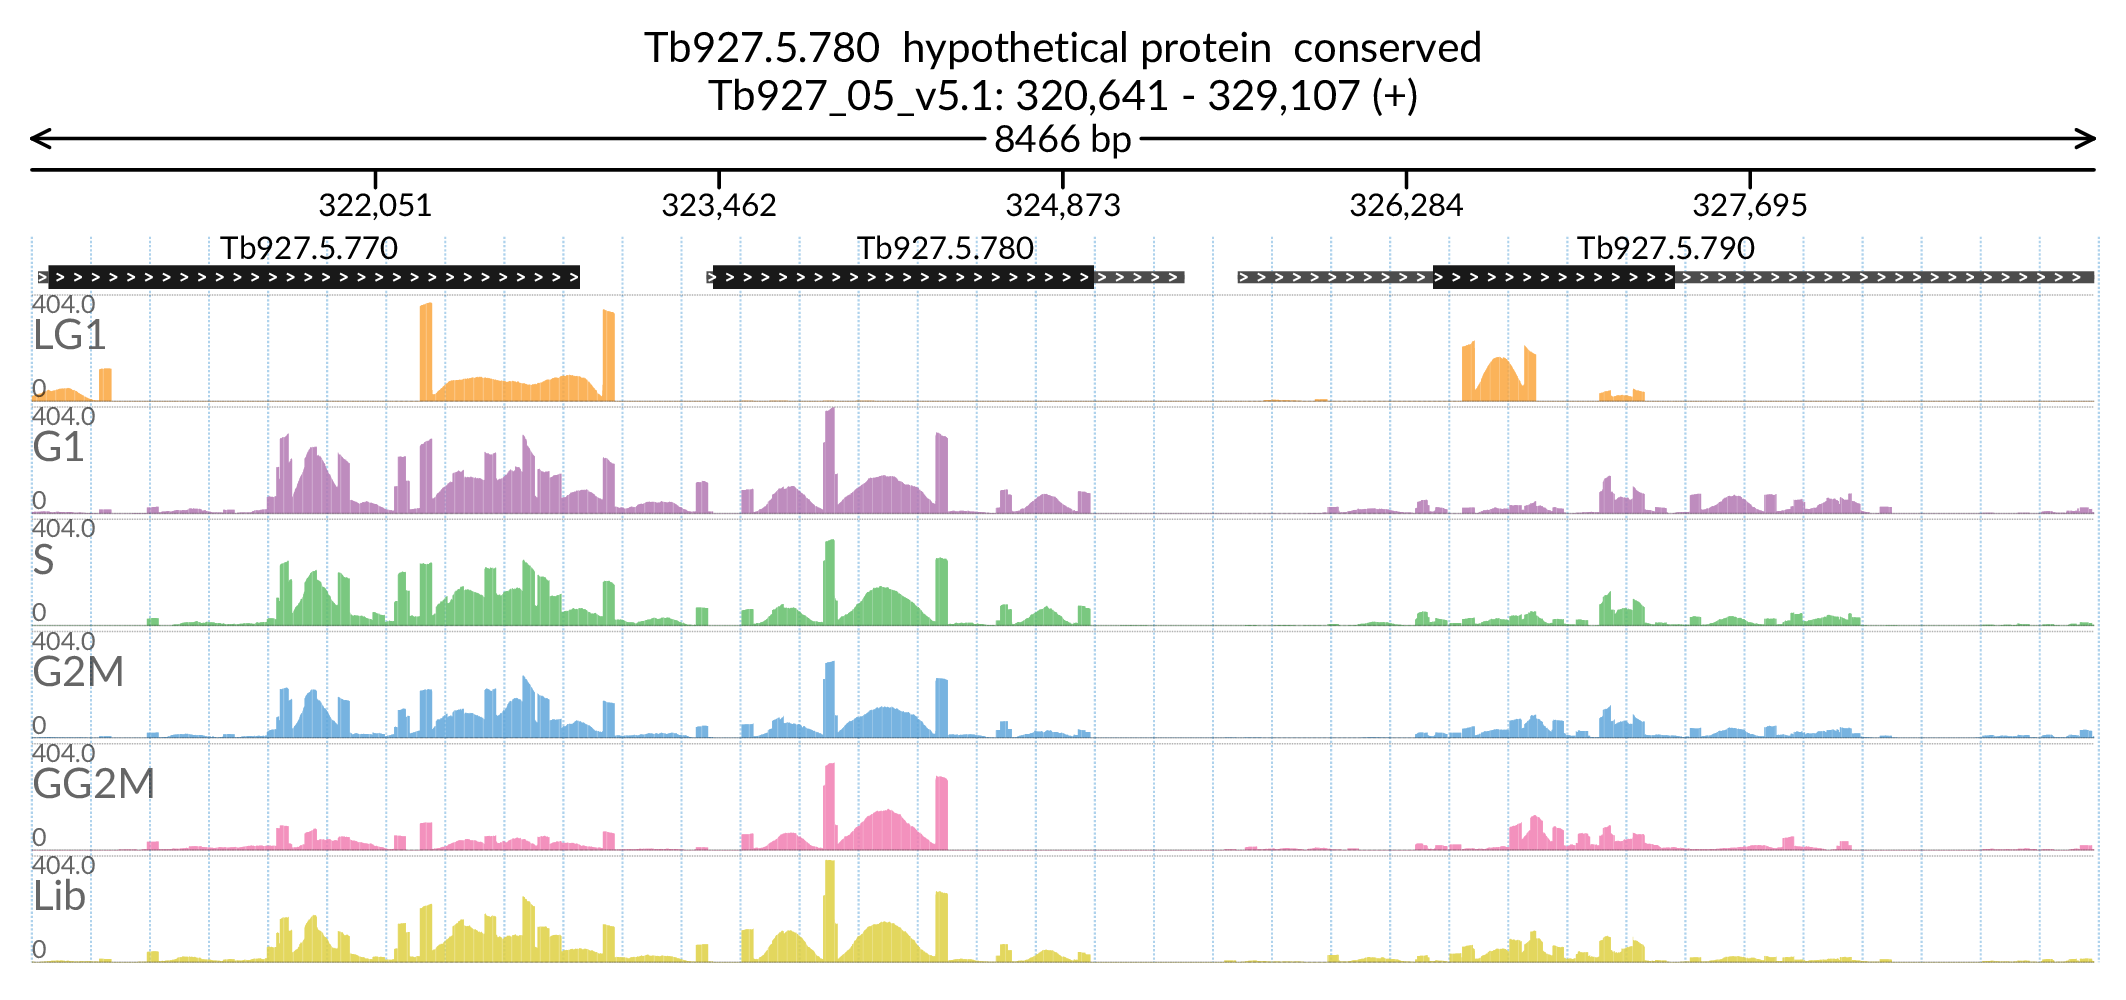 Tb927.5.780 hypothetical protein conserved
Tb927_05_v5.1: 320,641 - 329,107 (+)
8466 bp
322,051 323,462 324,873 326,284 327,695
Tb927.5.770 Tb927.5.780 Tb927.5.790
404.0
LG1
0
404.0
G1
0
404.0
S
0
404.0
G2M
0
404.0
GG2M
0
404.0
Lib
0